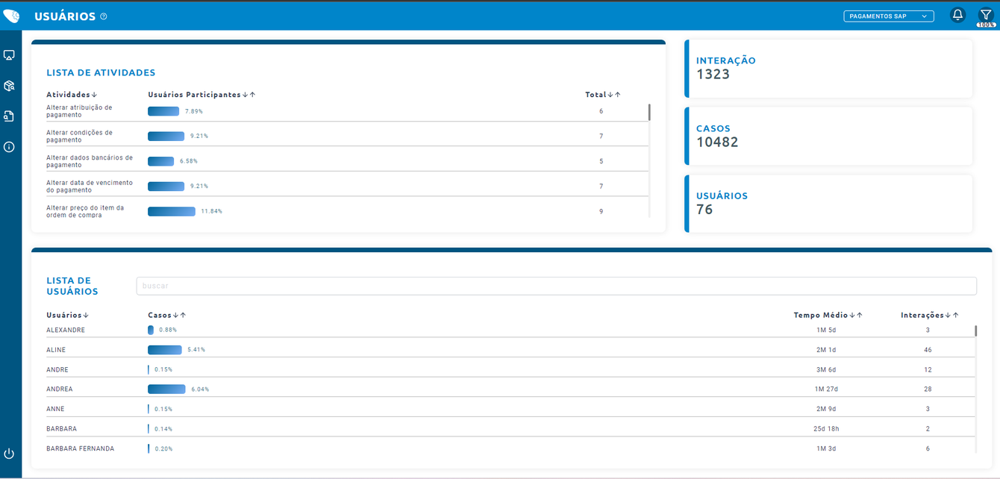 USUÁRIOS
PAGAMENTOS SAP
100%
LISTA DE ATIVIDADES
Atividades↓ Usuários Participantes↓↑ Total↓↑
Alterar atribuição de
pagamento
7.89% 6
Alterar condições de
pagamento
9.21% 7
Alterar dados bancários de
pagamento
6.58% 5
Alterar data de vencimento
do pagamento
9.21% 7
Alterar preço do item da
ordem de compra
11.84% 9
INTERAÇÃO
1323
CASOS
10482
USUÁRIOS
76
LISTA DE
USUÁRIOS
buscar
Usuários↓ Casos↓↑ Tempo Médio↓↑ Interações↓↑
ALEXANDRE 0.88% 1M 5d 3
ALINE 5.41% 2M 1d 46
ANDRE 0.15% 3M 6d 12
ANDREA 6.04% 1M 27d 28
ANNE 0.15% 2M 9d 3
BARBARA 0.14% 25d 18h 2
BARBARA FERNANDA 0.20% 1M 3d 6